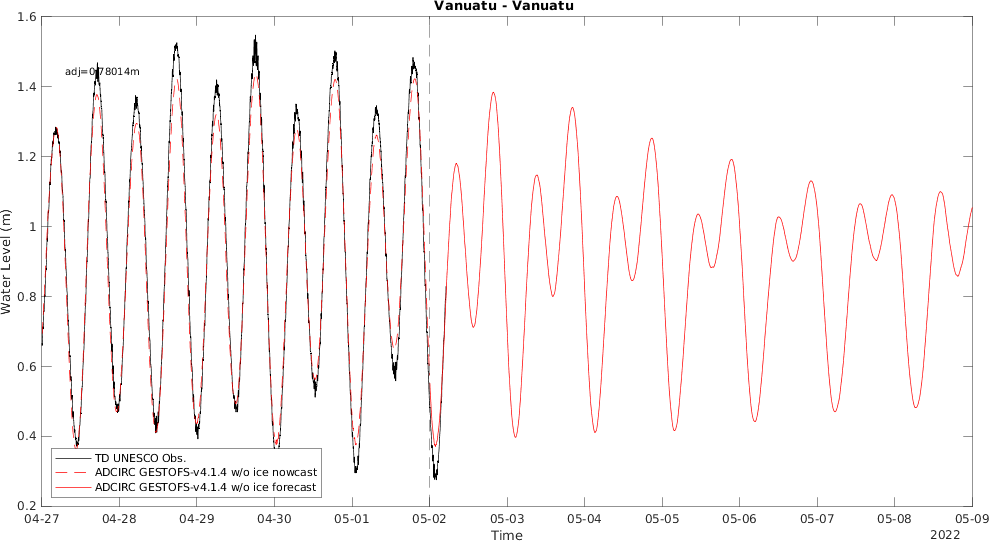 Vanuatu - Vanuatu
1.6
1.4
1.2
1
0.8
0.6
0.4
0.2
Water Level (m)
adj=0.78014m
TD UNESCO Obs.
ADCIRC GESTOFS-v4.1.4 w/o ice nowcast
ADCIRC GESTOFS-v4.1.4 w/o ice forecast
04-27 04-28 04-29 04-30 05-01 05-02 05-03 05-04 05-05 05-06 05-07 05-08 05-09
Time
2022